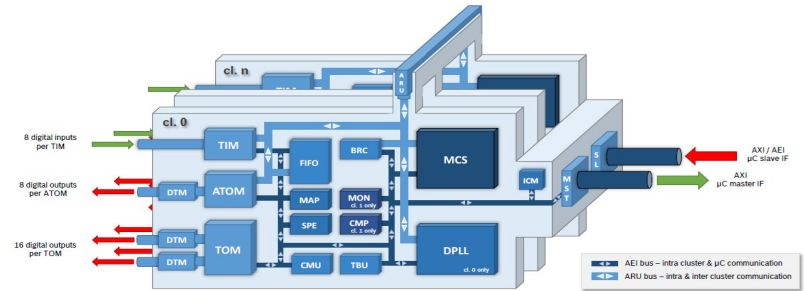 cl. n
TIM
ARU
cl. 0
8 digital inputs
per TIM
TIM
FIFO
BRC
MCS
SL
AXI / AEI
µC slave IF
8 digital outputs
per ATOM
DTM
ATOM
MAP
MON
cl. 1 only
ICM
MST
AXI
µC master IF
SPE
CMP
cl. 1 only
16 digital outputs
per TOM
DTM
DTM
TOM
CMU
TBU
DPLL
cl. 0 only
AEI bus – intra cluster & µC communication
ARU bus – intra & inter cluster communication